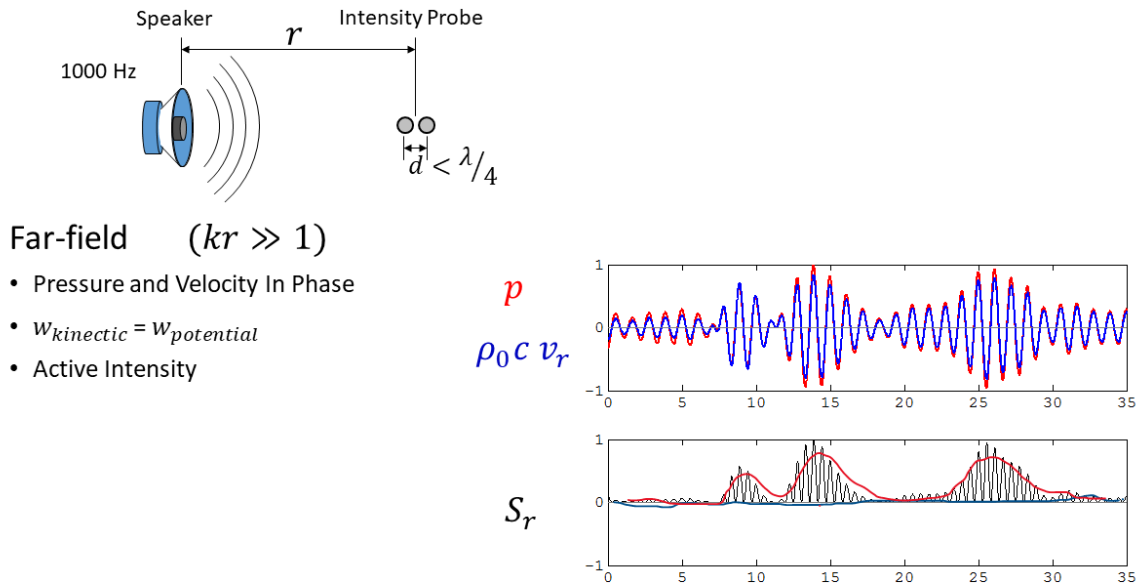 Speaker
Intensity Probe
r
1000 Hz
d < λ/4
Far-field (kr ≫ 1)
• Pressure and Velocity In Phase
• w_kinectic = w_potential
• Active Intensity
p
ρ₀ c v_r
1
0
−1
0 5 10 15 20 25 30 35
S_r
1
0
−1
0 5 10 15 20 25 30 35